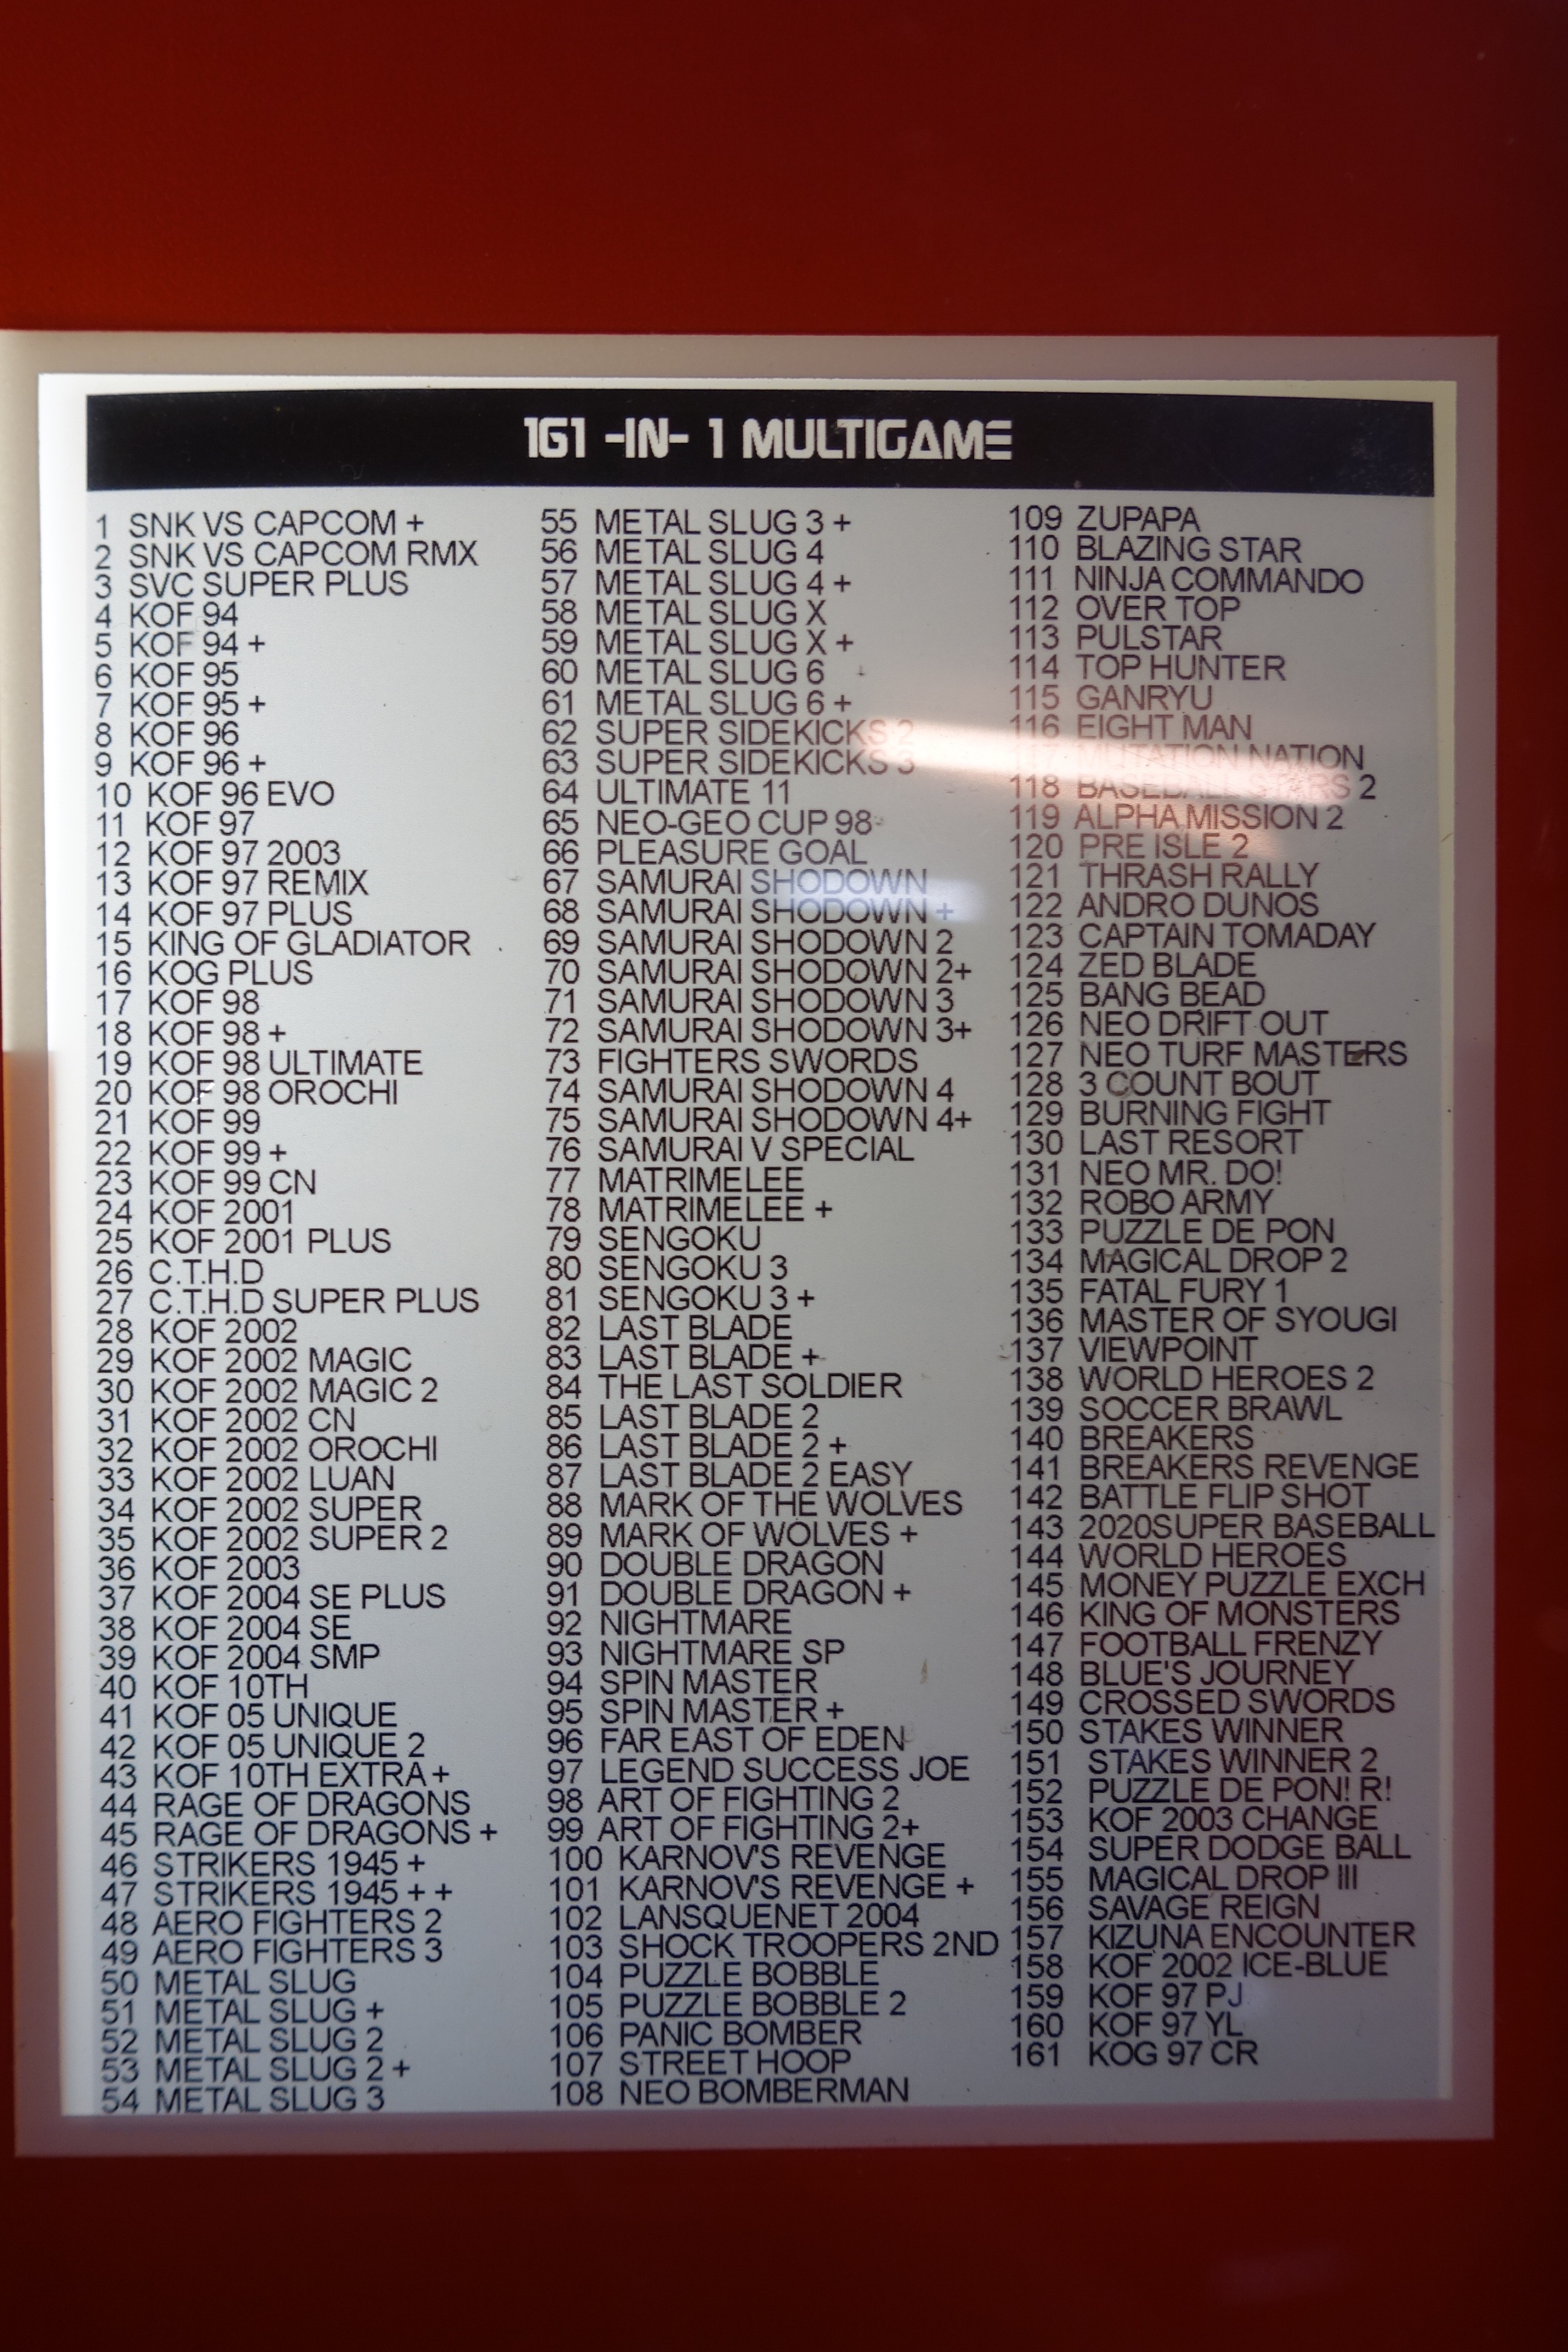 161 -IN- 1 MULTIGAME
1 SNK VS CAPCOM +
2 SNK VS CAPCOM RMX
3 SVC SUPER PLUS
4 KOF 94
5 KOF 94 +
6 KOF 95
7 KOF 95 +
8 KOF 96
9 KOF 96 +
10 KOF 96 EVO
11 KOF 97
12 KOF 97 2003
13 KOF 97 REMIX
14 KOF 97 PLUS
15 KING OF GLADIATOR
16 KOG PLUS
17 KOF 98
18 KOF 98 +
19 KOF 98 ULTIMATE
20 KOF 98 OROCHI
21 KOF 99
22 KOF 99 +
23 KOF 99 CN
24 KOF 2001
25 KOF 2001 PLUS
26 C.T.H.D
27 C.T.H.D SUPER PLUS
28 KOF 2002
29 KOF 2002 MAGIC
30 KOF 2002 MAGIC 2
31 KOF 2002 CN
32 KOF 2002 OROCHI
33 KOF 2002 LUAN
34 KOF 2002 SUPER
35 KOF 2002 SUPER 2
36 KOF 2003
37 KOF 2004 SE PLUS
38 KOF 2004 SE
39 KOF 2004 SMP
40 KOF 10TH
41 KOF 05 UNIQUE
42 KOF 05 UNIQUE 2
43 KOF 10TH EXTRA +
44 RAGE OF DRAGONS
45 RAGE OF DRAGONS +
46 STRIKERS 1945 +
47 STRIKERS 1945 + +
48 AERO FIGHTERS 2
49 AERO FIGHTERS 3
50 METAL SLUG
51 METAL SLUG +
52 METAL SLUG 2
53 METAL SLUG 2 +
54 METAL SLUG 3
55 METAL SLUG 3 +
56 METAL SLUG 4
57 METAL SLUG 4 +
58 METAL SLUG X
59 METAL SLUG X +
60 METAL SLUG 6
61 METAL SLUG 6 +
62 SUPER SIDEKICKS 2
63 SUPER SIDEKICKS 3
64 ULTIMATE 11
65 NEO-GEO CUP 98
66 PLEASURE GOAL
67 SAMURAI SHODOWN
68 SAMURAI SHODOWN +
69 SAMURAI SHODOWN 2
70 SAMURAI SHODOWN 2+
71 SAMURAI SHODOWN 3
72 SAMURAI SHODOWN 3+
73 FIGHTERS SWORDS
74 SAMURAI SHODOWN 4
75 SAMURAI SHODOWN 4+
76 SAMURAI V SPECIAL
77 MATRIMELEE
78 MATRIMELEE +
79 SENGOKU
80 SENGOKU 3
81 SENGOKU 3 +
82 LAST BLADE
83 LAST BLADE +
84 THE LAST SOLDIER
85 LAST BLADE 2
86 LAST BLADE 2 +
87 LAST BLADE 2 EASY
88 MARK OF THE WOLVES
89 MARK OF WOLVES +
90 DOUBLE DRAGON
91 DOUBLE DRAGON +
92 NIGHTMARE
93 NIGHTMARE SP
94 SPIN MASTER
95 SPIN MASTER +
96 FAR EAST OF EDEN
97 LEGEND SUCCESS JOE
98 ART OF FIGHTING 2
99 ART OF FIGHTING 2+
100 KARNOV'S REVENGE
101 KARNOV'S REVENGE +
102 LANSQUENET 2004
103 SHOCK TROOPERS 2ND
104 PUZZLE BOBBLE
105 PUZZLE BOBBLE 2
106 PANIC BOMBER
107 STREET HOOP
108 NEO BOMBERMAN
109 ZUPAPA
110 BLAZING STAR
111 NINJA COMMANDO
112 OVER TOP
113 PULSTAR
114 TOP HUNTER
115 GANRYU
116 EIGHT MAN
117 MUTATION NATION
118 BASEBALL STARS 2
119 ALPHA MISSION 2
120 PRE ISLE 2
121 THRASH RALLY
122 ANDRO DUNOS
123 CAPTAIN TOMADAY
124 ZED BLADE
125 BANG BEAD
126 NEO DRIFT OUT
127 NEO TURF MASTERS
128 3 COUNT BOUT
129 BURNING FIGHT
130 LAST RESORT
131 NEO MR. DO!
132 ROBO ARMY
133 PUZZLE DE PON
134 MAGICAL DROP 2
135 FATAL FURY 1
136 MASTER OF SYOUGI
137 VIEWPOINT
138 WORLD HEROES 2
139 SOCCER BRAWL
140 BREAKERS
141 BREAKERS REVENGE
142 BATTLE FLIP SHOT
143 2020SUPER BASEBALL
144 WORLD HEROES
145 MONEY PUZZLE EXCH
146 KING OF MONSTERS
147 FOOTBALL FRENZY
148 BLUE'S JOURNEY
149 CROSSED SWORDS
150 STAKES WINNER
151 STAKES WINNER 2
152 PUZZLE DE PON! R!
153 KOF 2003 CHANGE
154 SUPER DODGE BALL
155 MAGICAL DROP III
156 SAVAGE REIGN
157 KIZUNA ENCOUNTER
158 KOF 2002 ICE-BLUE
159 KOF 97 PJ
160 KOF 97 YL
161 KOG 97 CR